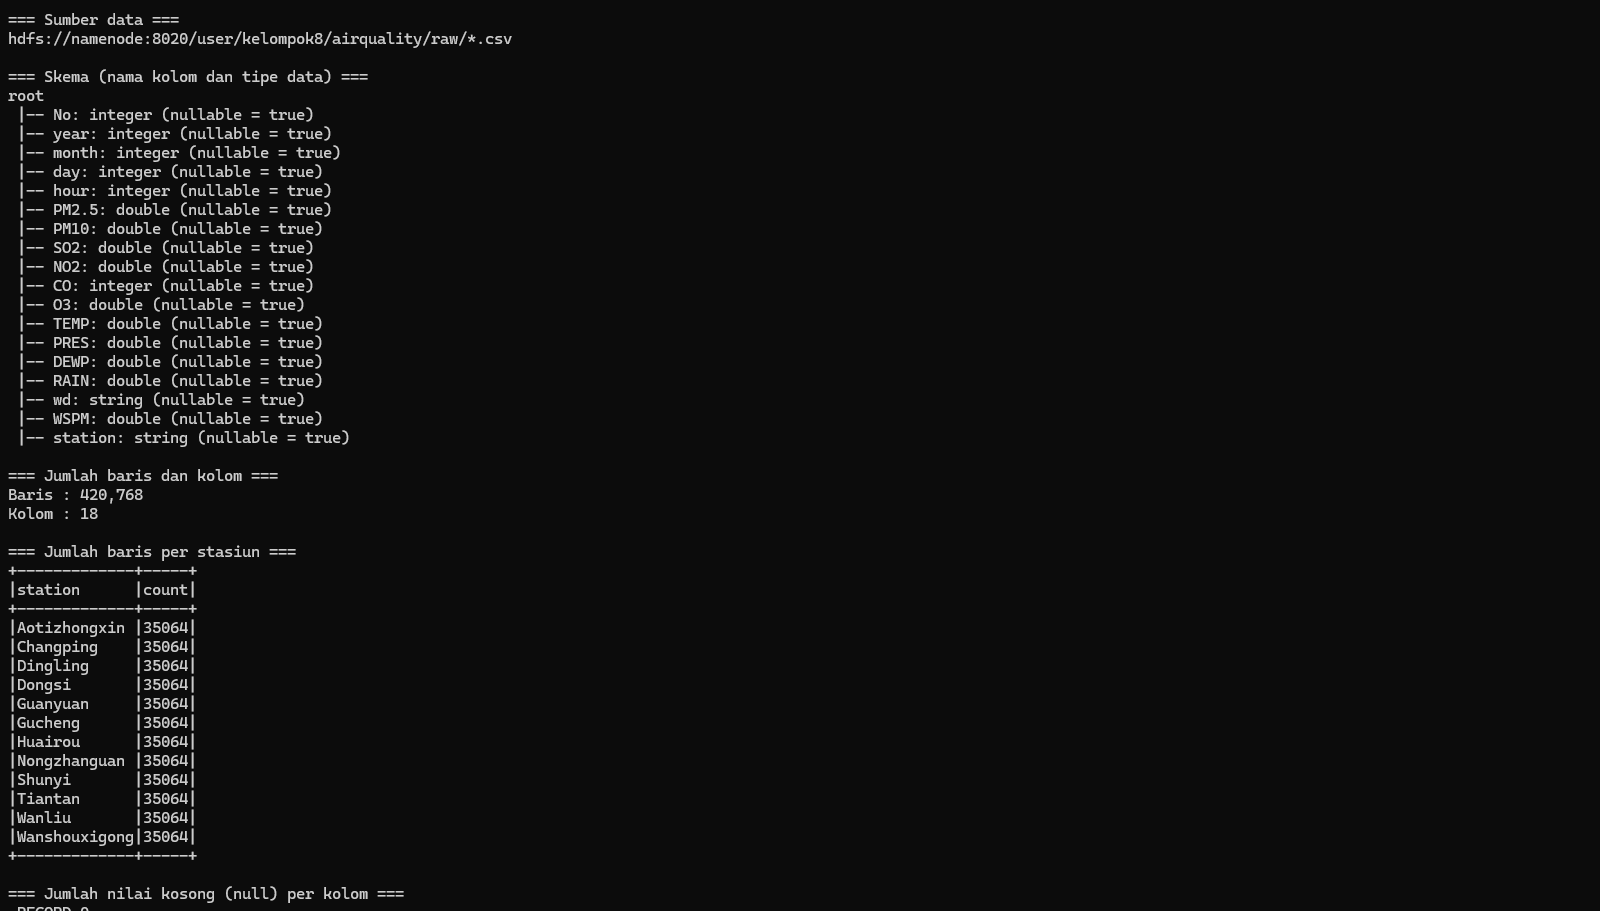 === Sumber data ===
hdfs://namenode:8020/user/kelompok8/airquality/raw/*.csv
=== Skema (nama kolom dan tipe data) ===
root
 |-- No: integer (nullable = true)
 |-- year: integer (nullable = true)
 |-- month: integer (nullable = true)
 |-- day: integer (nullable = true)
 |-- hour: integer (nullable = true)
 |-- PM2.5: double (nullable = true)
 |-- PM10: double (nullable = true)
 |-- SO2: double (nullable = true)
 |-- NO2: double (nullable = true)
 |-- CO: integer (nullable = true)
 |-- O3: double (nullable = true)
 |-- TEMP: double (nullable = true)
 |-- PRES: double (nullable = true)
 |-- DEWP: double (nullable = true)
 |-- RAIN: double (nullable = true)
 |-- wd: string (nullable = true)
 |-- WSPM: double (nullable = true)
 |-- station: string (nullable = true)
=== Jumlah baris dan kolom ===
Baris : 420,768
Kolom : 18
=== Jumlah baris per stasiun ===
+-------------+-----+
|station      |count|
+-------------+-----+
|Aotizhongxin |35064|
|Changping    |35064|
|Dingling     |35064|
|Dongsi       |35064|
|Guanyuan     |35064|
|Gucheng      |35064|
|Huairou      |35064|
|Nongzhanguan |35064|
|Shunyi       |35064|
|Tiantan      |35064|
|Wanliu       |35064|
|Wanshouxigong|35064|
+-------------+-----+
=== Jumlah nilai kosong (null) per kolom ===
-RECORD 0